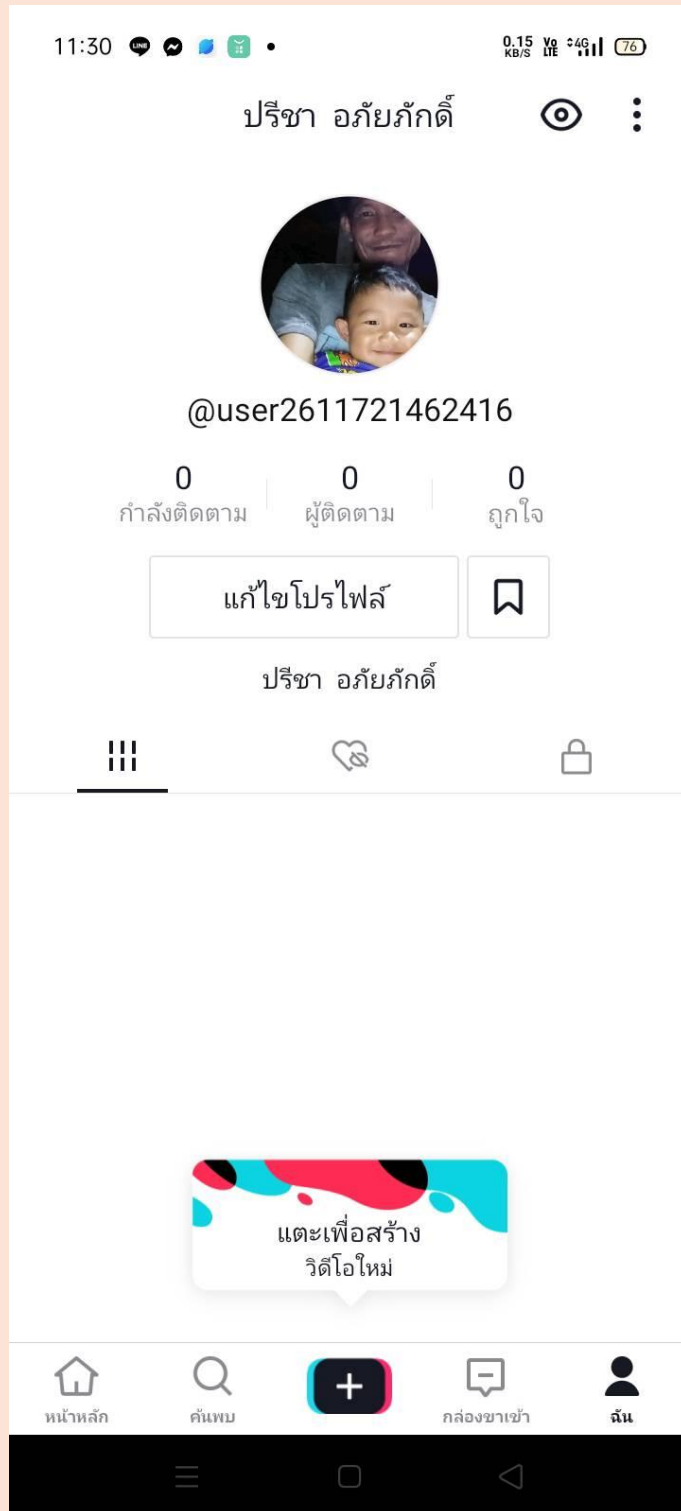 11:30 LINE 0.15 KB/S Vo LTE 4G 76
ปรีชา อภัยภักดิ์
@user2611721462416
0 0 0
กำลังติดตาม ผู้ติดตาม ถูกใจ
แก้ไขโปรไฟล์
ปรีชา อภัยภักดิ์
แตะเพื่อสร้าง
วิดีโอใหม่
หน้าหลัก ค้นพบ กล่องขาเข้า ฉัน